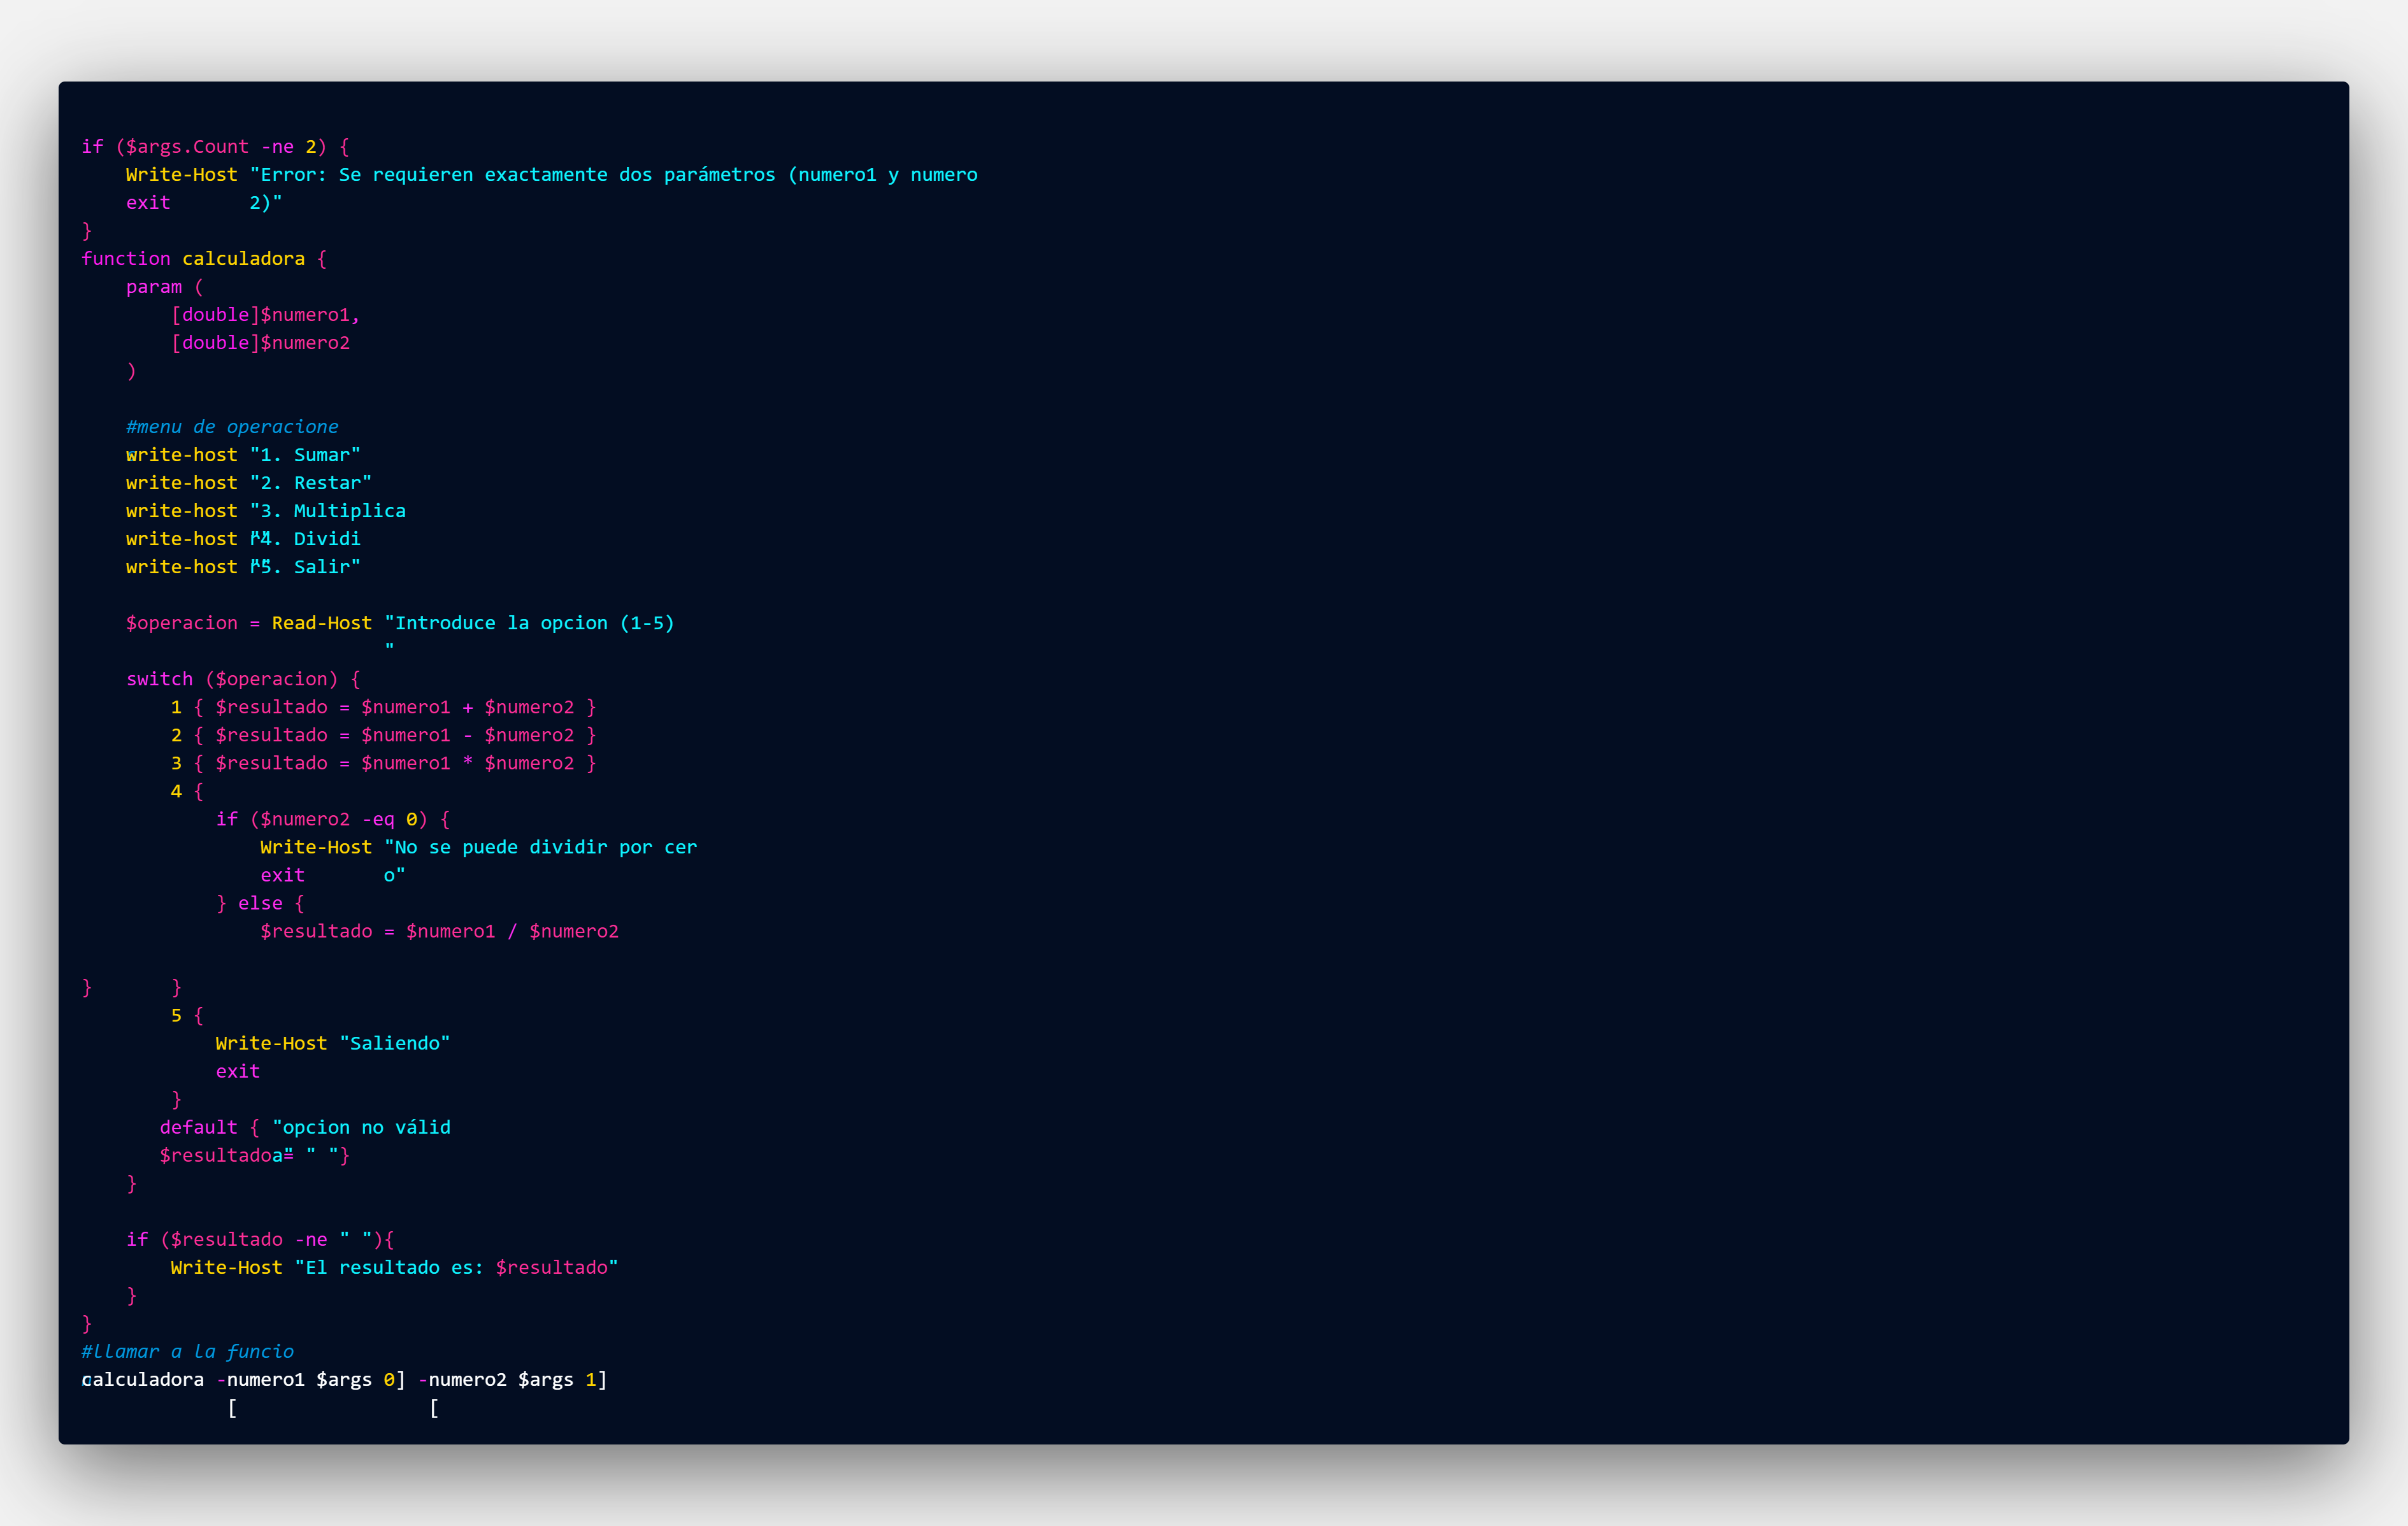 if ($args.Count -ne 2) {
    Write-Host "Error: Se requieren exactamente dos parámetros (numero1 y numero
    exit       2)"
}
function calculadora {
    param (
        [double]$numero1,
        [double]$numero2
    )
    #menu de operacione
    write-host "1. Sumar"
    write-host "2. Restar"
    write-host "3. Multiplica
    write-host r""4. Dividi
    write-host r""5. Salir"
    $operacion = Read-Host "Introduce la opcion (1-5)
                           "
    switch ($operacion) {
        1 { $resultado = $numero1 + $numero2 }
        2 { $resultado = $numero1 - $numero2 }
        3 { $resultado = $numero1 * $numero2 }
        4 {
            if ($numero2 -eq 0) {
                Write-Host "No se puede dividir por cer
                exit       o"
            } else {
                $resultado = $numero1 / $numero2
}       }
        5 {
            Write-Host "Saliendo"
            exit
        }
       default { "opcion no válid
       $resultadoa"= " "}
    }
    if ($resultado -ne " "){
        Write-Host "El resultado es: $resultado"
    }
}
#llamar a la funcio
calculadora -numero1 $args 0] -numero2 $args 1]
             [                 [